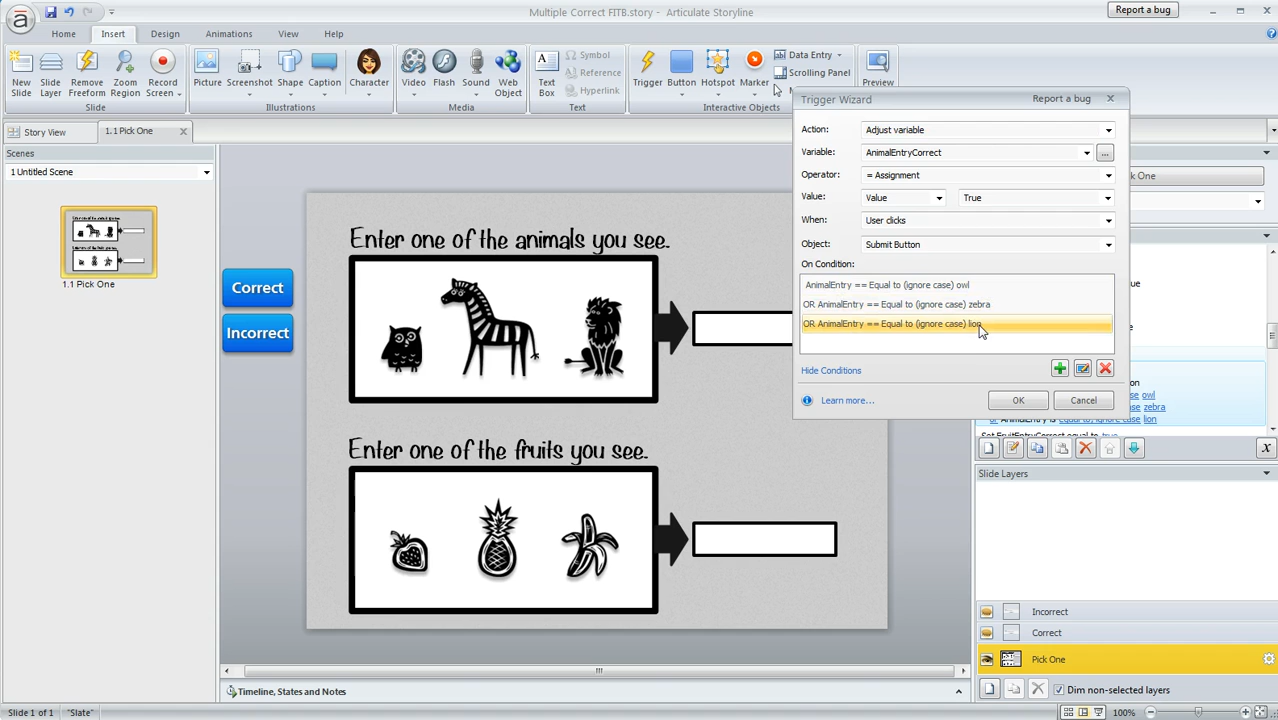 Multiple Correct FITB.story - Articulate Storyline
Report a bug
Home Insert Design Animations View Help
New Slide
Slide Layer
Remove Freeform
Zoom Region
Record Screen
Picture
Screenshot
Shape
Caption
Character
Video
Flash
Sound
Web Object
Text Box
Symbol
Reference
Hyperlink
Trigger
Button
Hotspot
Marker
Data Entry
Scrolling Panel
Preview
Slide
Illustrations
Media
Text
Interactive Objects
Story View
1.1 Pick One
Scenes
1 Untitled Scene
1.1 Pick One
Correct
Incorrect
Enter one of the animals you see.
Enter one of the fruits you see.
Trigger Wizard
Report a bug
Action: Adjust variable
Variable: AnimalEntryCorrect ...
Operator: = Assignment
Value: Value True
When: User clicks
Object: Submit Button
On Condition:
AnimalEntry == Equal to (ignore case) owl
OR AnimalEntry == Equal to (ignore case) zebra
OR AnimalEntry == Equal to (ignore case) lion
Hide Conditions
Learn more...
OK
Cancel
Slide Layers
Incorrect
Correct
Pick One
Dim non-selected layers
Timeline, States and Notes
Slide 1 of 1
"Slate"
100%